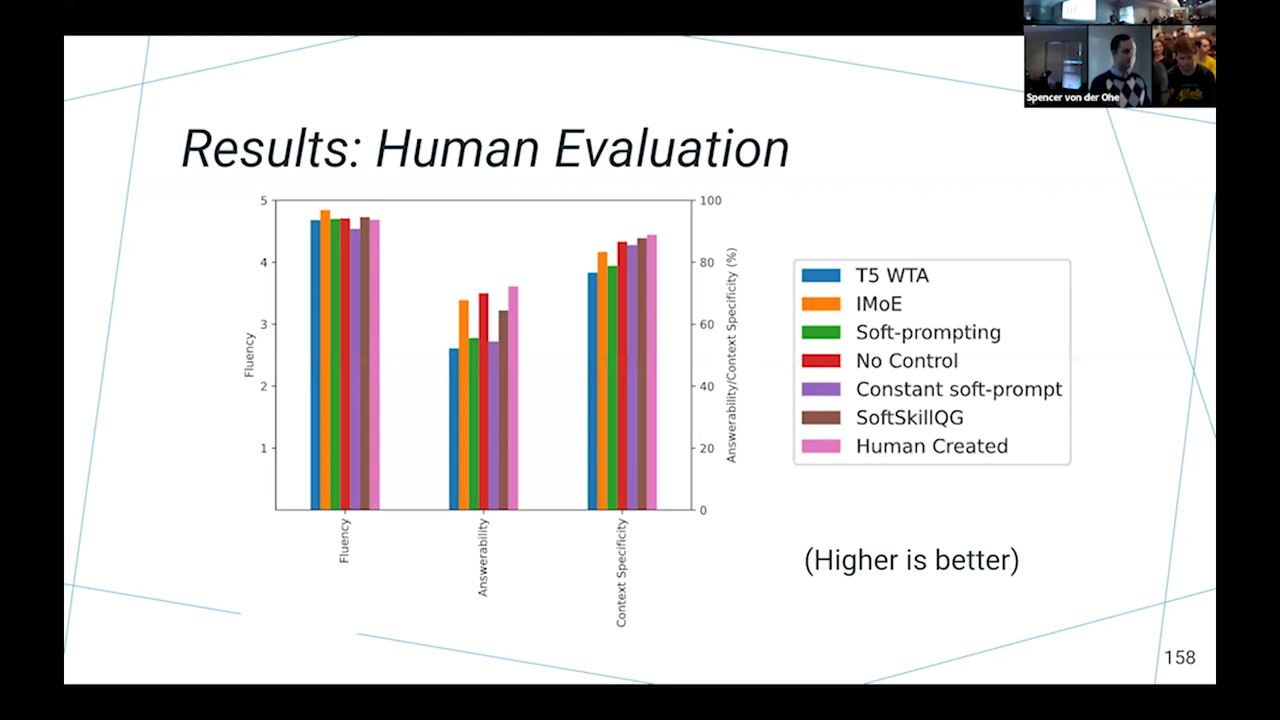 Spencer von der Ohe
Results: Human Evaluation
5
4
3
2
1
Fluency
100
80
60
40
20
0
Answerability/Context Specificity (%)
Fluency
Answerability
Context Specificity
T5 WTA
IMoE
Soft-prompting
No Control
Constant soft-prompt
SoftSkillQG
Human Created
(Higher is better)
158